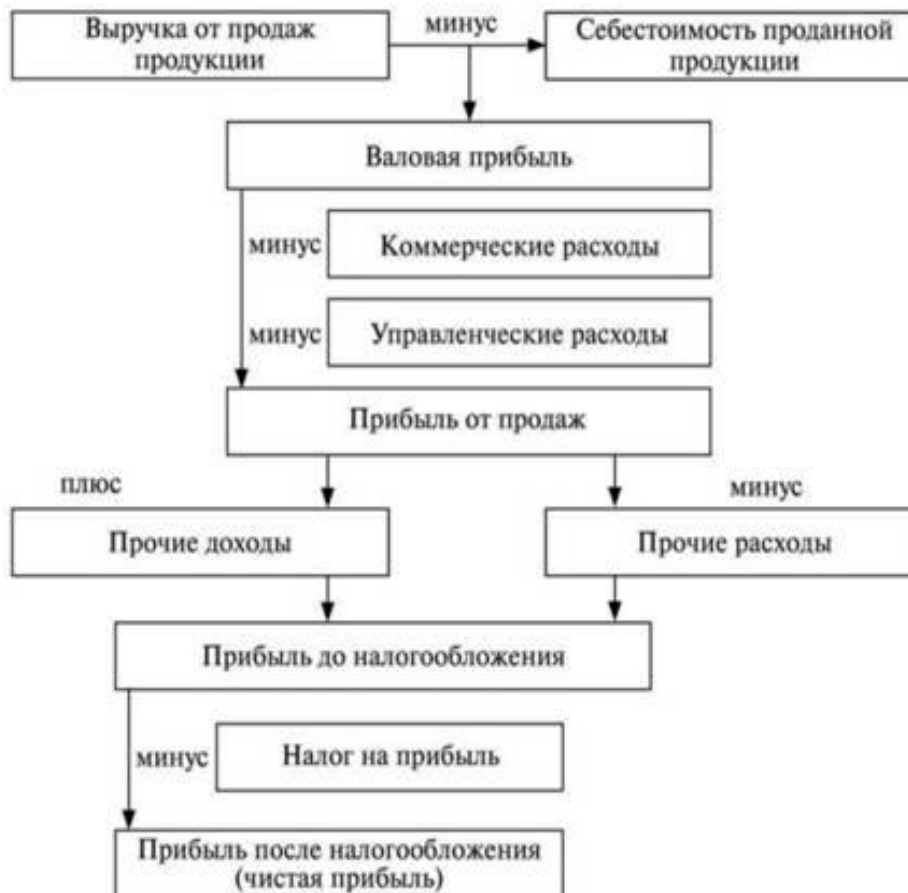 Выручка от продаж
продукции
минус
Себестоимость проданной
продукции
Валовая прибыль
минус
Коммерческие расходы
минус
Управленческие расходы
Прибыль от продаж
плюс
минус
Прочие доходы
Прочие расходы
Прибыль до налогообложения
минус
Налог на прибыль
Прибыль после налогообложения
(чистая прибыль)